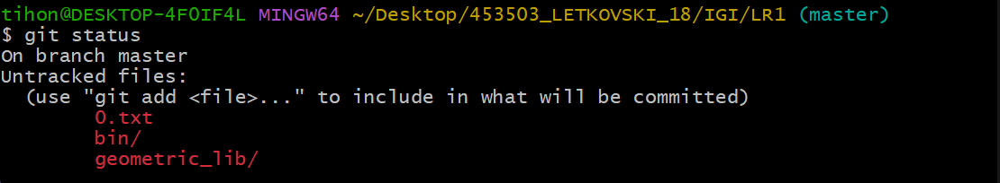 tihon@DESKTOP-4F0IF4L MINGW64 ~/Desktop/453503_LETKOVSKI_18/IGI/LR1 (master)
$ git status
On branch master
Untracked files:
  (use "git add <file>..." to include in what will be committed)
        0.txt
        bin/
        geometric_lib/